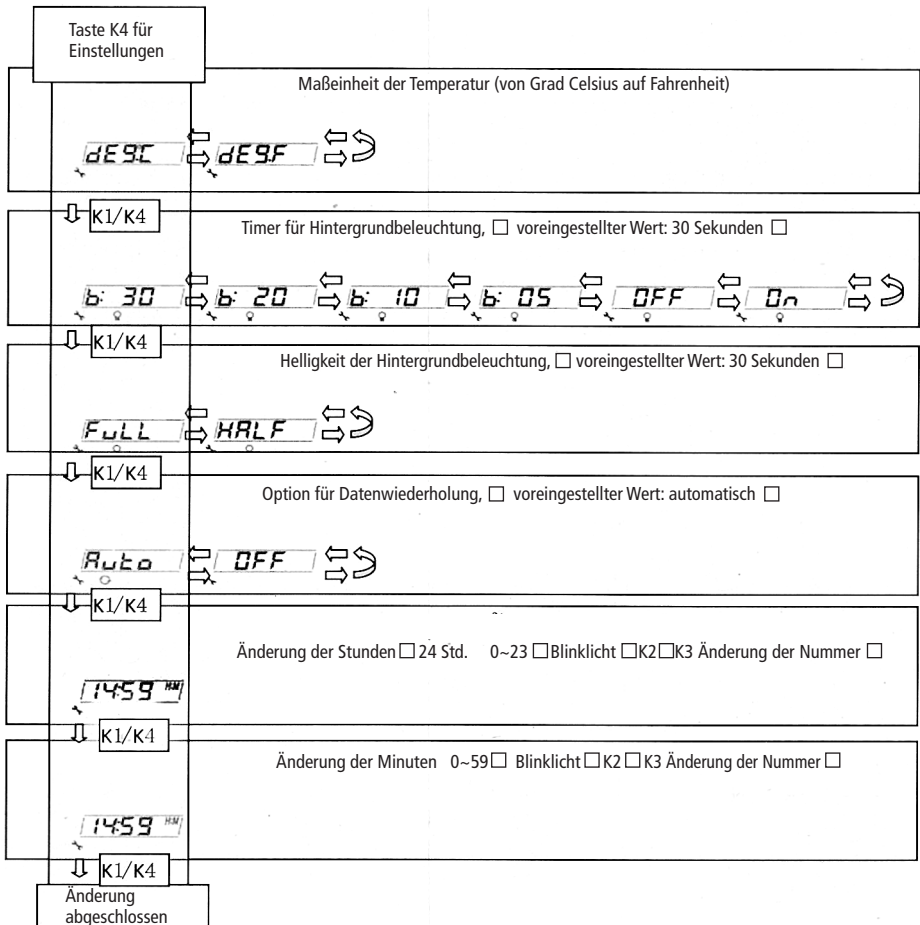 Taste K4 für
Einstellungen
Maßeinheit der Temperatur (von Grad Celsius auf Fahrenheit)
dEG.C dEG.F
K1/K4
Timer für Hintergrundbeleuchtung, □ voreingestellter Wert: 30 Sekunden □
b: 30 b: 20 b: 10 b: 05 OFF On
K1/K4
Helligkeit der Hintergrundbeleuchtung, □ voreingestellter Wert: 30 Sekunden □
FuLL HALF
K1/K4
Option für Datenwiederholung, □ voreingestellter Wert: automatisch □
Auto OFF
K1/K4
Änderung der Stunden □ 24 Std. 0~23 □ Blinklicht □ K2 □ K3 Änderung der Nummer □
14:59 H:M
K1/K4
Änderung der Minuten 0~59 □ Blinklicht □ K2 □ K3 Änderung der Nummer □
14:59 H:M
K1/K4
Änderung
abgeschlossen